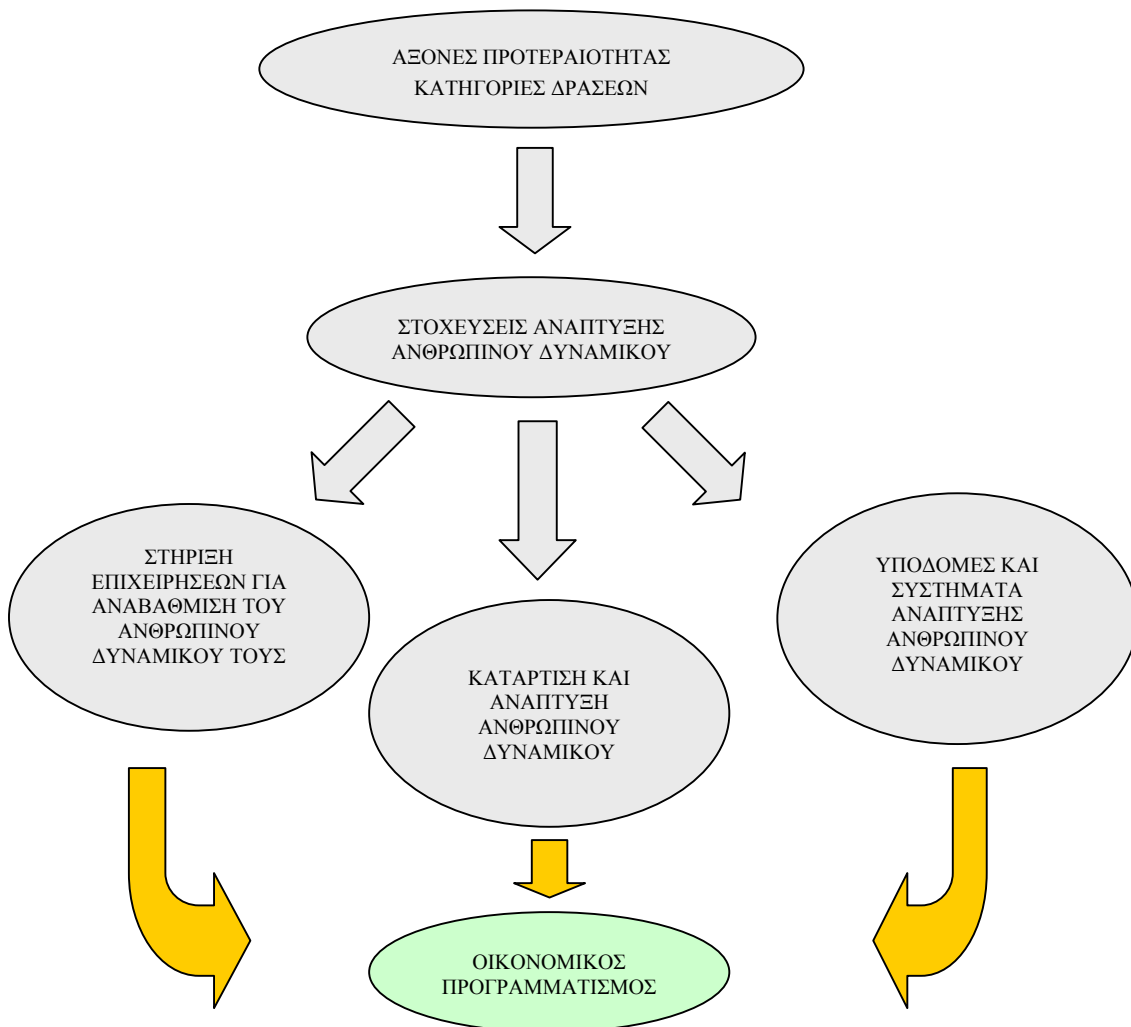 ΑΞΟΝΕΣ ΠΡΟΤΕΡΑΙΟΤΗΤΑΣ
ΚΑΤΗΓΟΡΙΕΣ ΔΡΑΣΕΩΝ
ΣΤΟΧΕΥΣΕΙΣ ΑΝΑΠΤΥΞΗΣ
ΑΝΘΡΩΠΙΝΟΥ ΔΥΝΑΜΙΚΟΥ
ΣΤΗΡΙΞΗ
ΕΠΙΧΕΙΡΗΣΕΩΝ ΓΙΑ
ΑΝΑΒΑΘΜΙΣΗ ΤΟΥ
ΑΝΘΡΩΠΙΝΟΥ
ΔΥΝΑΜΙΚΟΥ ΤΟΥΣ
ΚΑΤΑΡΤΙΣΗ ΚΑΙ
ΑΝΑΠΤΥΞΗ
ΑΝΘΡΩΠΙΝΟΥ
ΔΥΝΑΜΙΚΟΥ
ΥΠΟΔΟΜΕΣ ΚΑΙ
ΣΥΣΤΗΜΑΤΑ
ΑΝΑΠΤΥΞΗΣ
ΑΝΘΡΩΠΙΝΟΥ
ΔΥΝΑΜΙΚΟΥ
ΟΙΚΟΝΟΜΙΚΟΣ
ΠΡΟΓΡΑΜΜΑΤΙΣΜΟΣ